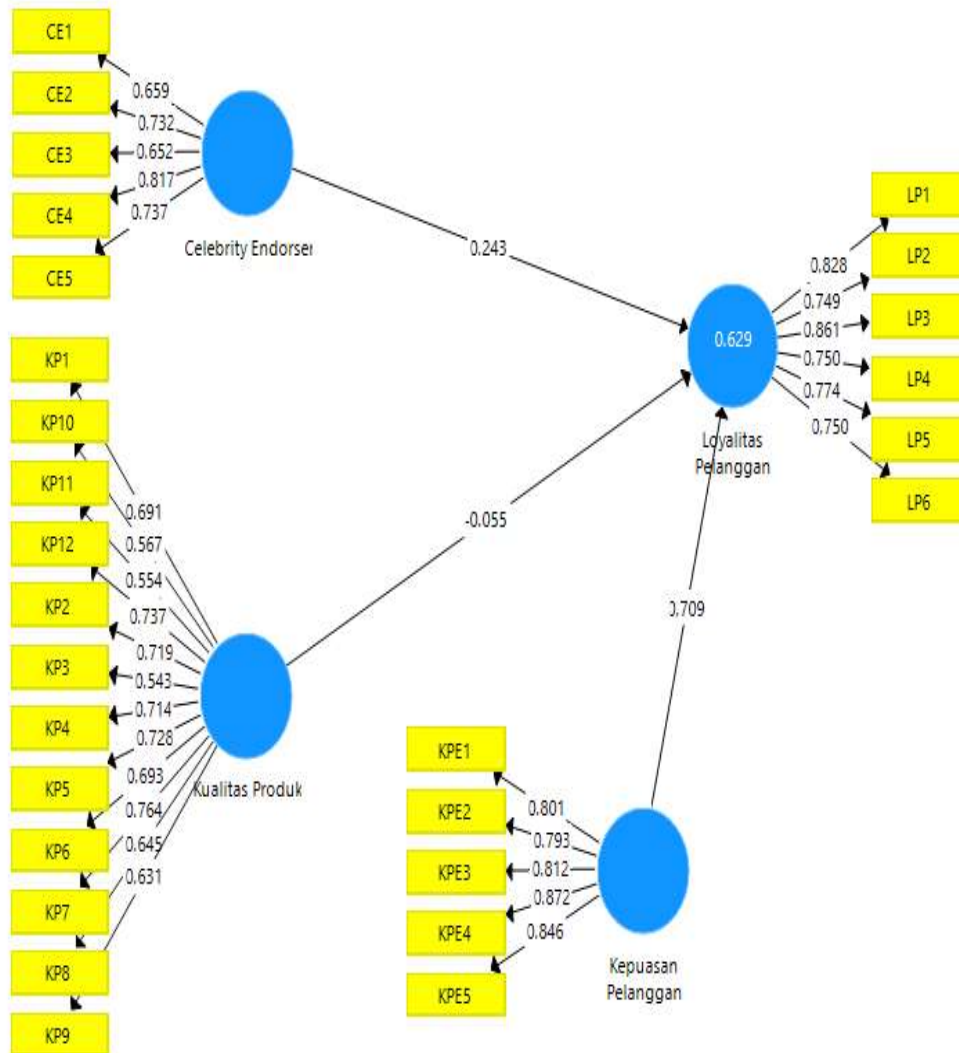 CE1
CE2
CE3
CE4
CE5
0.659
0.732
0.652
0.817
0.737
Celebrity Endorser
0.243
LP1
LP2
LP3
LP4
LP5
LP6
0.828
0.749
0.861
0.750
0.774
0.750
0.629
Loyalitas
Pelanggan
KP1
KP10
KP11
KP12
KP2
KP3
KP4
KP5
KP6
KP7
KP8
KP9
0.691
0.567
0.554
0.737
0.719
0.543
0.714
0.728
0.693
0.764
0.645
0.631
Kualitas Produk
-0.055
0.709
KPE1
KPE2
KPE3
KPE4
KPE5
0.801
0.793
0.812
0.872
0.846
Kepuasan
Pelanggan